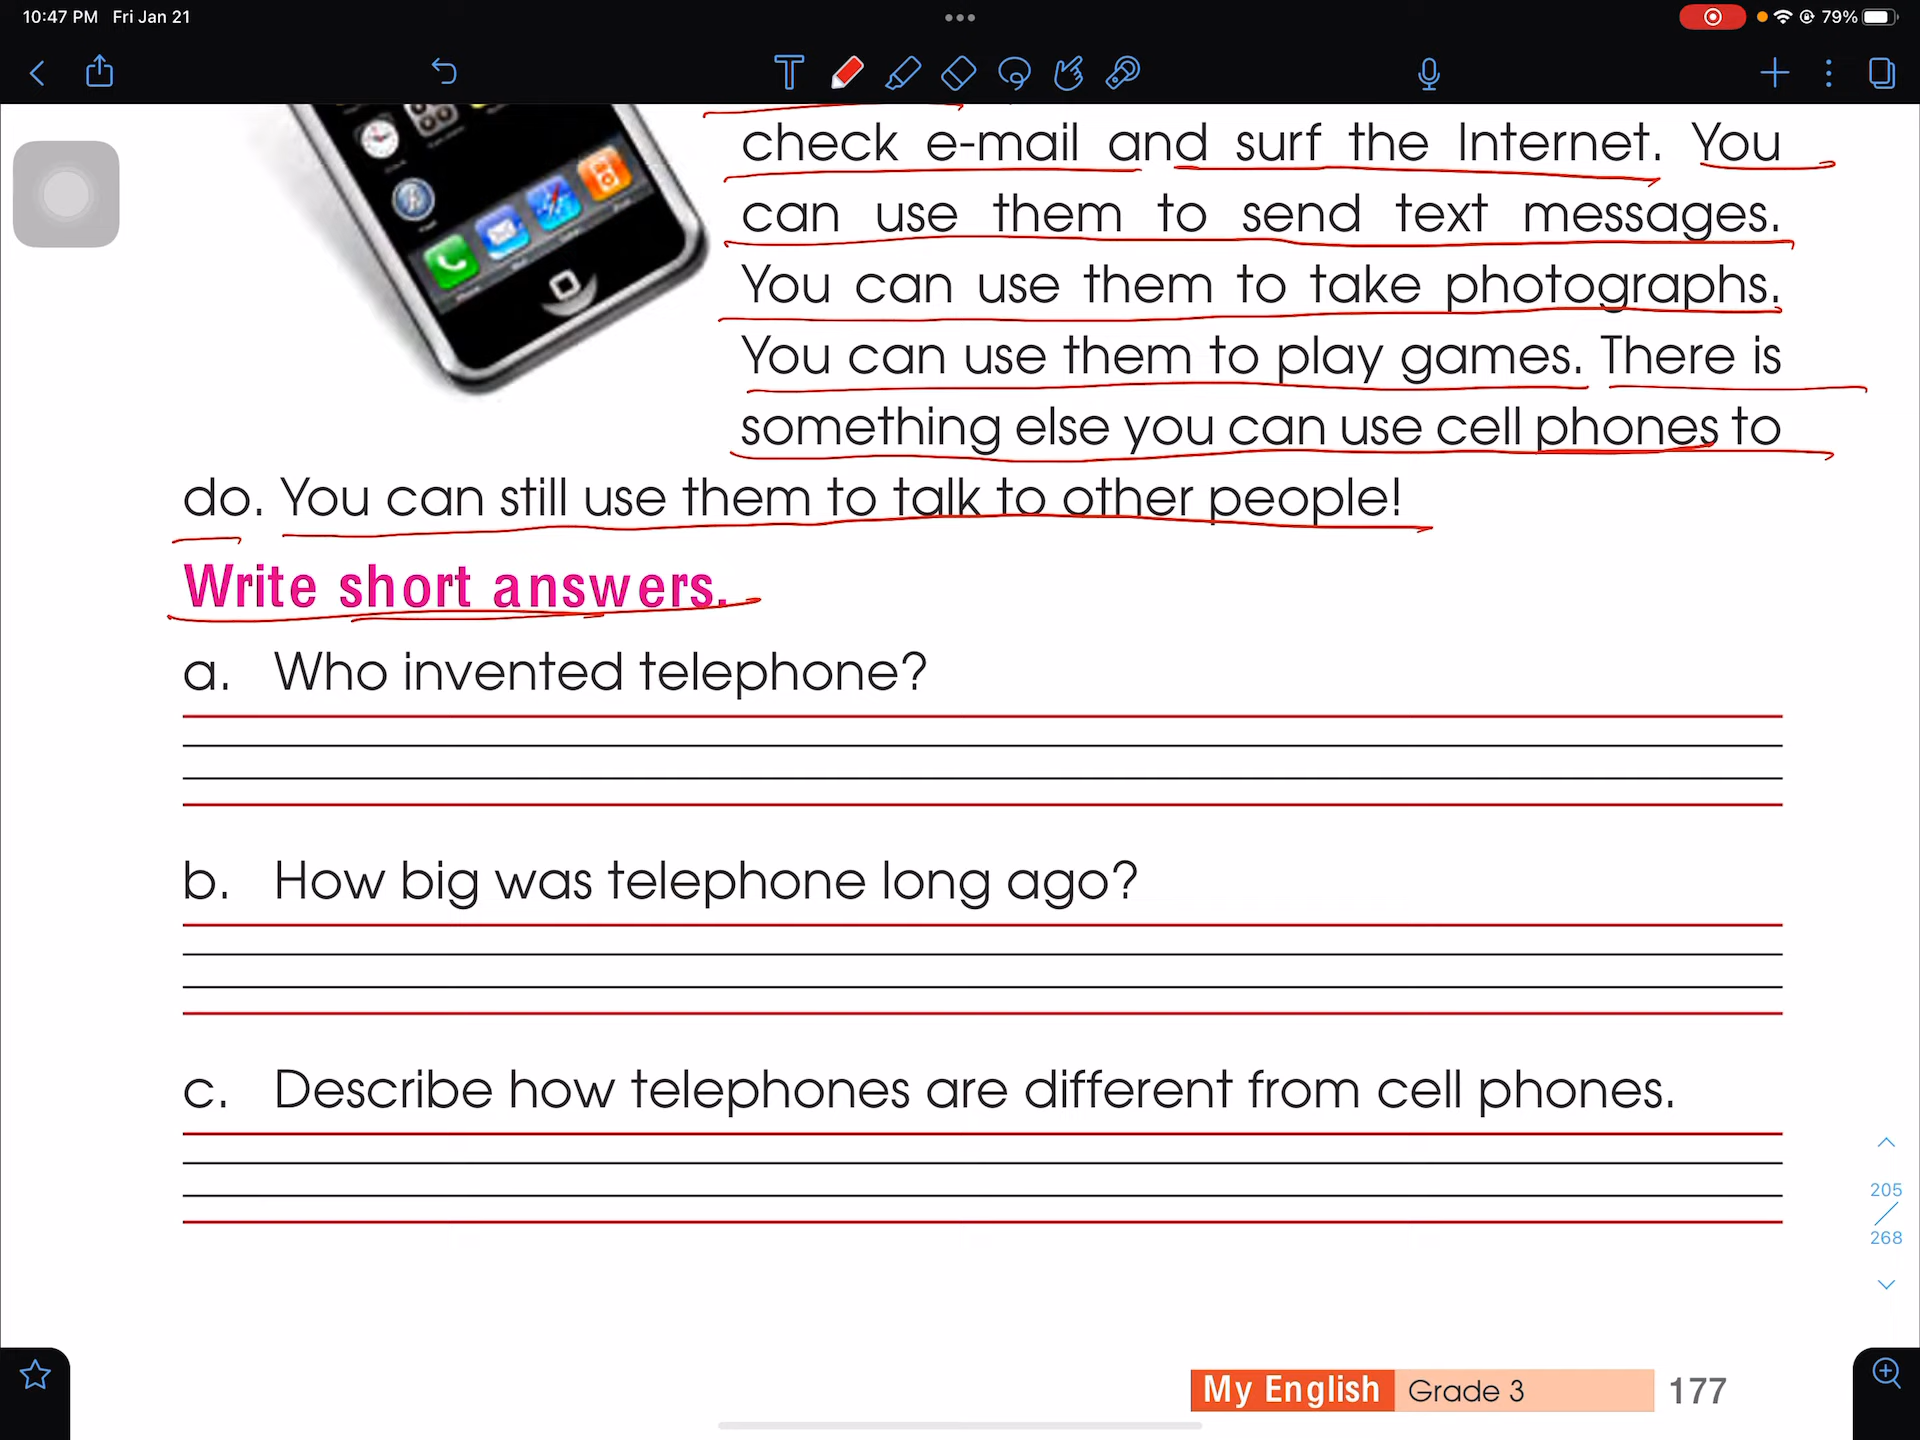 10:47 PM Fri Jan 21
79%
check e-mail and surf the Internet. You
can use them to send text messages.
You can use them to take photographs.
You can use them to play games. There is
something else you can use cell phones to
do. You can still use them to talk to other people!
Write short answers.
a. Who invented telephone?
b. How big was telephone long ago?
c. Describe how telephones are different from cell phones.
205
268
My English Grade 3 177